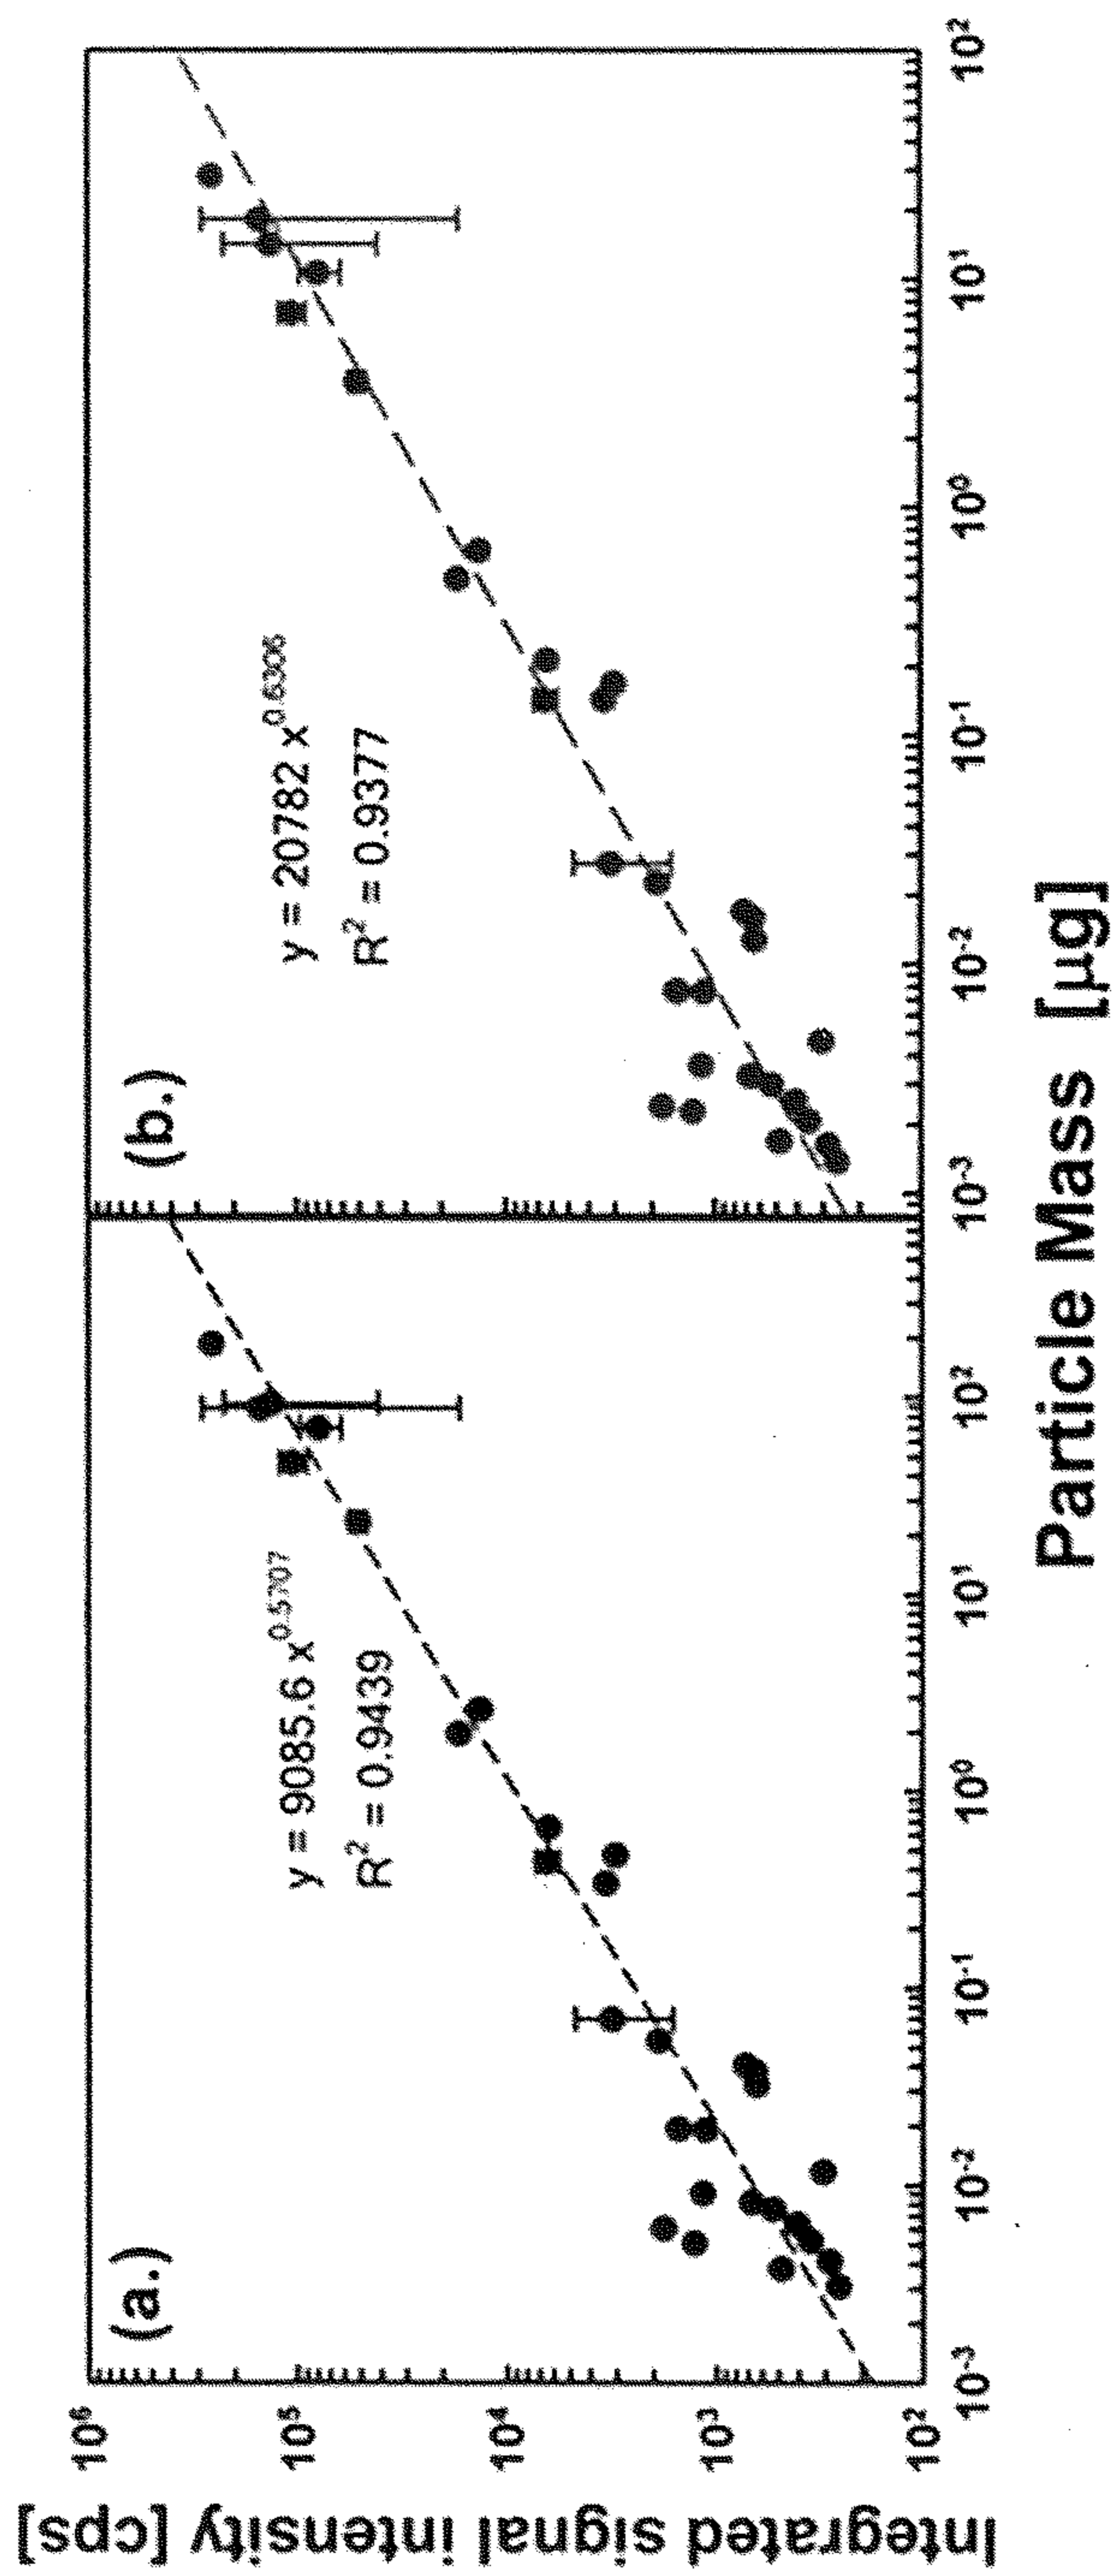 Integrated signal intensity [cps]
10⁶
10⁵
10⁴
10³
10²
(a.)
y = 9085.6 x^0.5707
R² = 0.9439
10⁻³
10⁻²
10⁻¹
10⁰
10¹
10²
(b.)
y = 20782 x^0.6306
R² = 0.9377
10⁻³
10⁻²
10⁻¹
10⁰
10¹
10²
Particle Mass [µg]